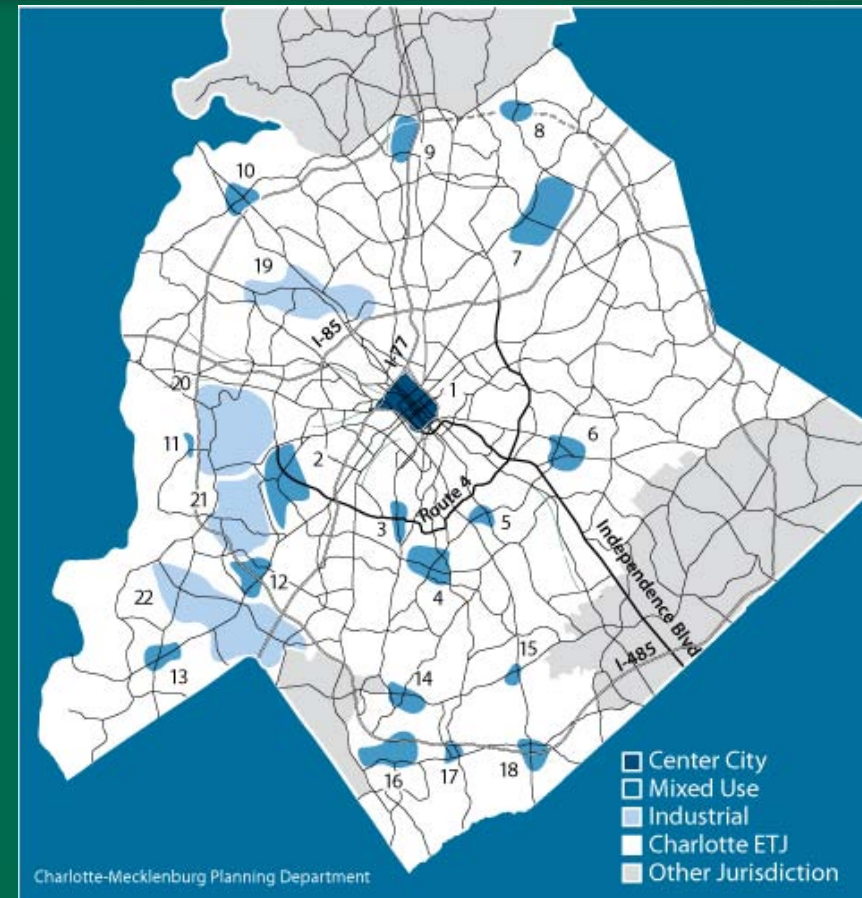 8
9
10
7
19
I-85
I-77
20
1
11
2
6
21
Route 4
3
5
Independence Blvd
12
4
22
15
I-485
13
14
16
17
18
Center City
Mixed Use
Industrial
Charlotte ETJ
Other Jurisdiction
Charlotte-Mecklenburg Planning Department